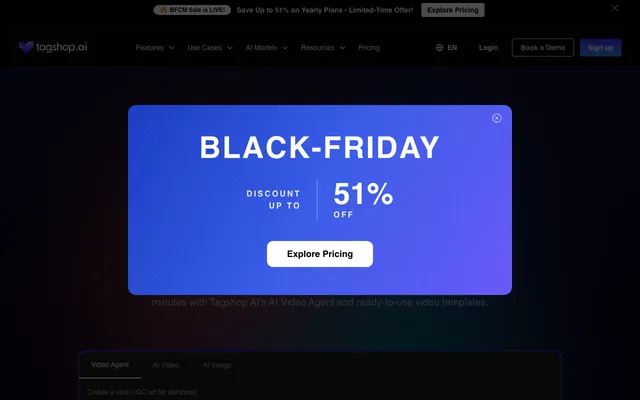 BFCM Sale is LIVE! Save Up to 51% on Yearly Plans - Limited-Time Offer! Explore Pricing
tagshop.ai Features Use Cases AI Models Resources Pricing EN Login Book a Demo Sign up
BLACK-FRIDAY
DISCOUNT
UP TO
51%
OFF
Explore Pricing
minutes with Tagshop AI's AI Video Agent and ready-to-use video templates.
Video Agent AI Video AI Image
Create a viral UGC ad for skincare